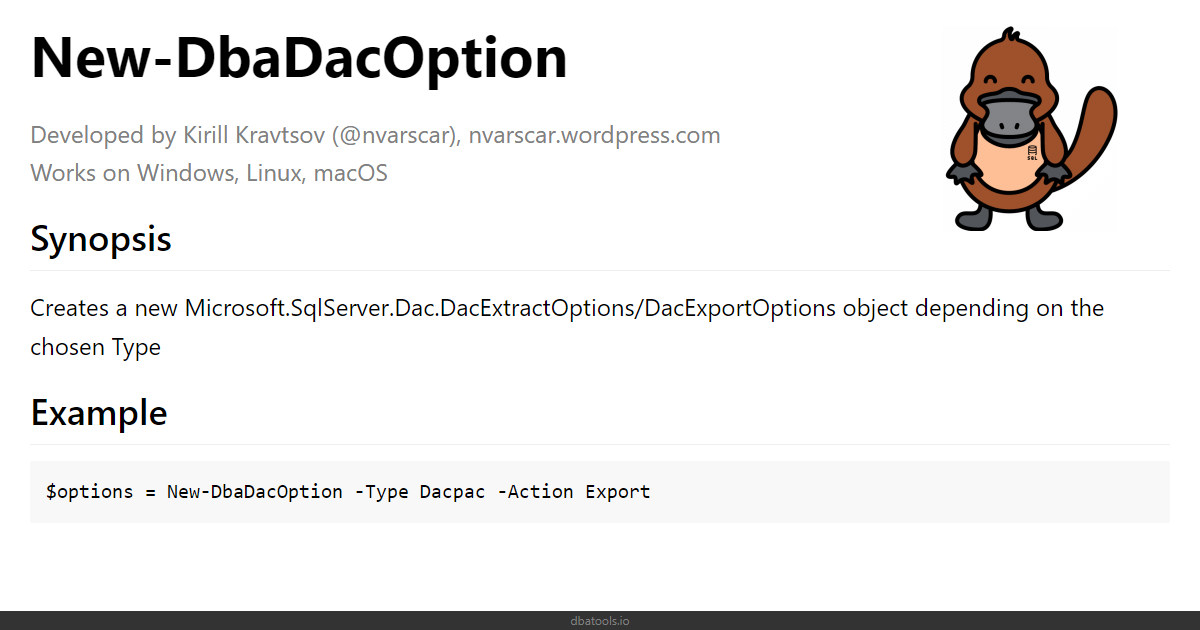 New-DbaDacOption
Developed by Kirill Kravtsov (@nvarscar), nvarscar.wordpress.com
Works on Windows, Linux, macOS
SQL
Synopsis
Creates a new Microsoft.SqlServer.Dac.DacExtractOptions/DacExportOptions object depending on the
chosen Type
Example
$options = New-DbaDacOption -Type Dacpac -Action Export
dbatools.io